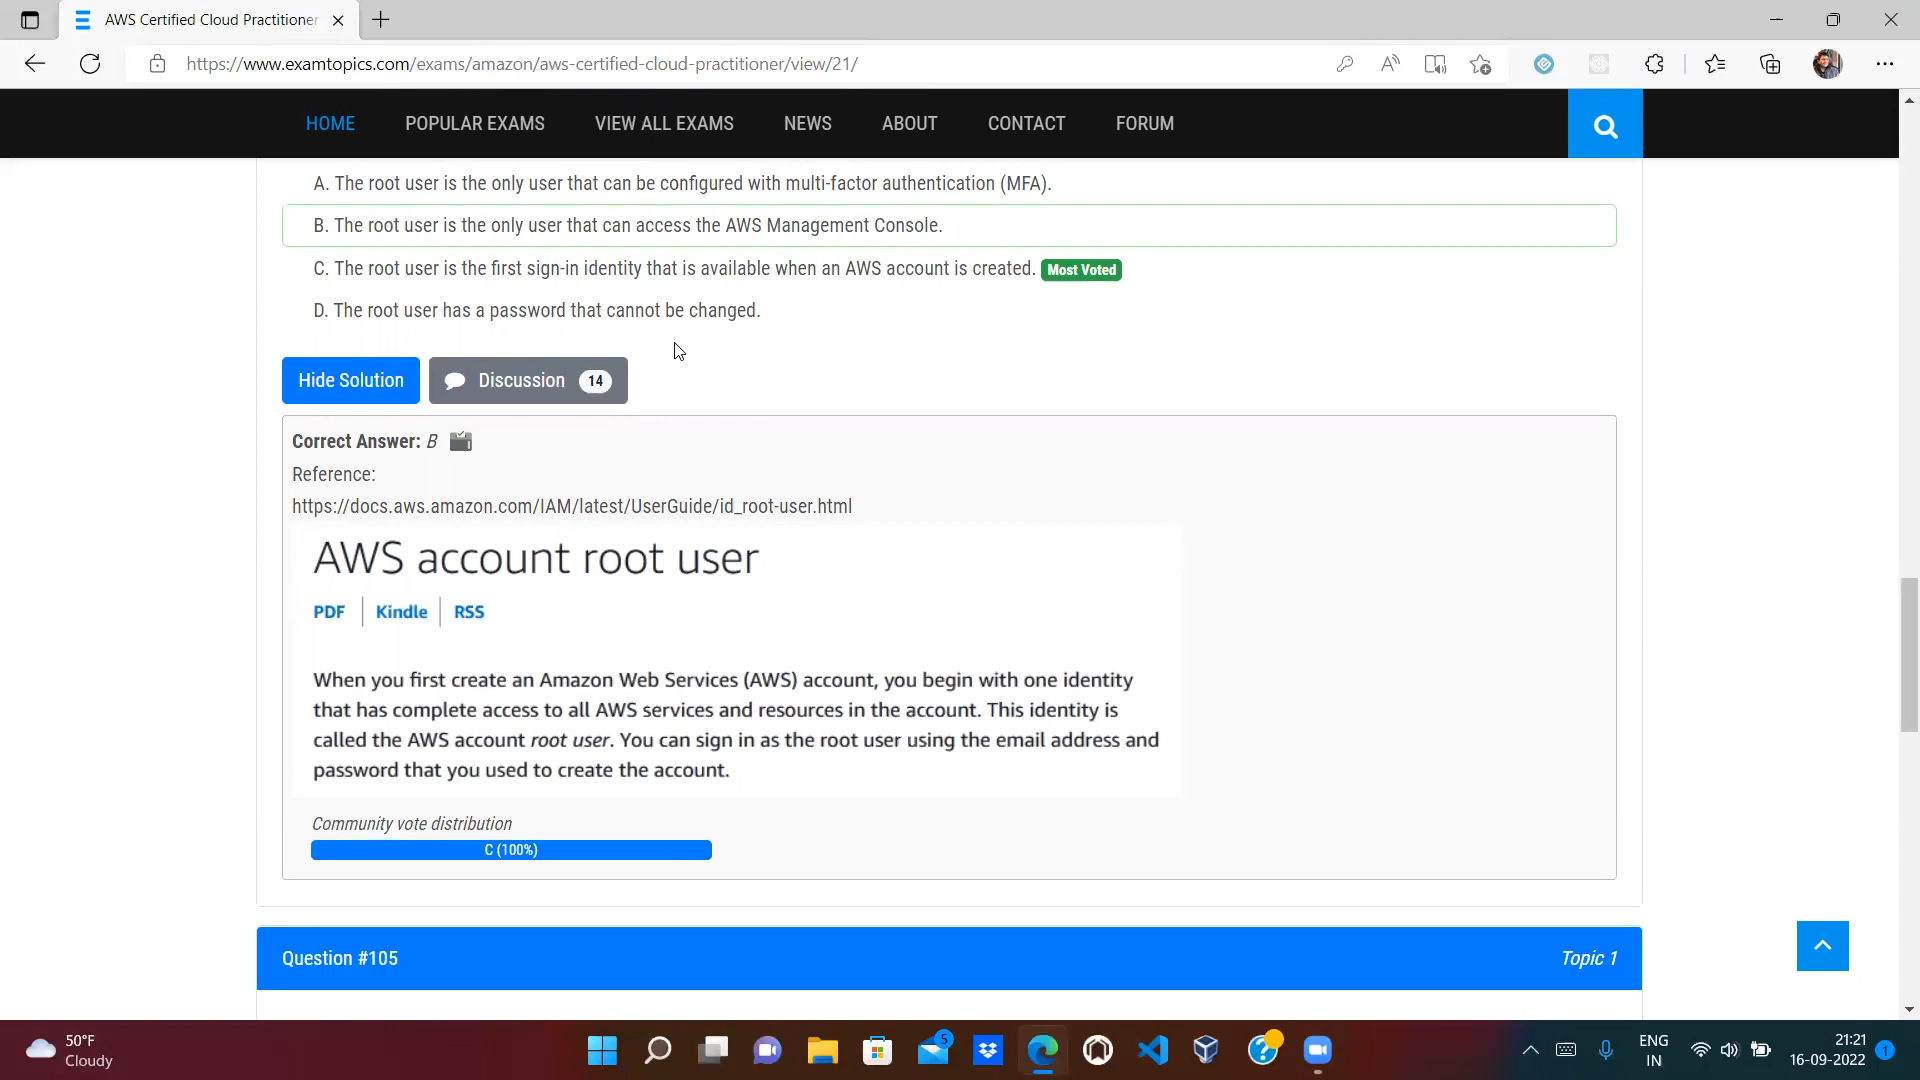 AWS Certified Cloud Practitioner
https://www.examtopics.com/exams/amazon/aws-certified-cloud-practitioner/view/21/
HOME POPULAR EXAMS VIEW ALL EXAMS NEWS ABOUT CONTACT FORUM
A. The root user is the only user that can be configured with multi-factor authentication (MFA).
B. The root user is the only user that can access the AWS Management Console.
C. The root user is the first sign-in identity that is available when an AWS account is created. Most Voted
D. The root user has a password that cannot be changed.
Hide Solution Discussion 14
Correct Answer: B
Reference:
https://docs.aws.amazon.com/IAM/latest/UserGuide/id_root-user.html
AWS account root user
PDF Kindle RSS
When you first create an Amazon Web Services (AWS) account, you begin with one identity
that has complete access to all AWS services and resources in the account. This identity is
called the AWS account root user. You can sign in as the root user using the email address and
password that you used to create the account.
Community vote distribution
C (100%)
Question #105 Topic 1
50°F
Cloudy
5
ENG
IN
21:21
16-09-2022
1